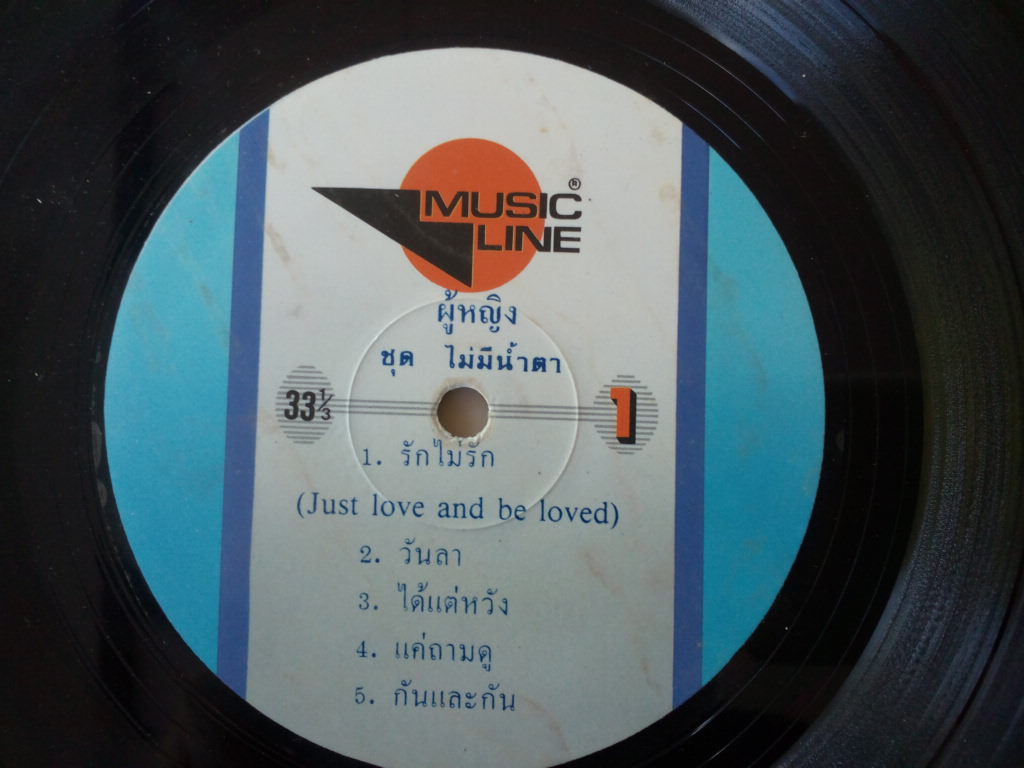 MUSIC ®
LINE
ผู้หญิง
ชุด ไม่มีน้ำตา
33⅓ 1
1. รักไม่รัก
(Just love and be loved)
2. วันลา
3. ได้แต่หวัง
4. แค่ถามดู
5. กันและกัน